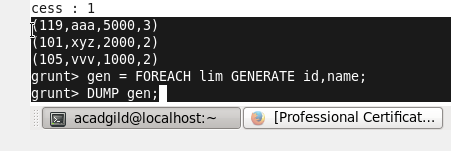 cess : 1
(119,aaa,5000,3)
(101,xyz,2000,2)
(105,vvv,1000,2)
grunt> gen = FOREACH lim GENERATE id,name;
grunt> DUMP gen;
acadgild@localhost:~
[Professional Certificat...